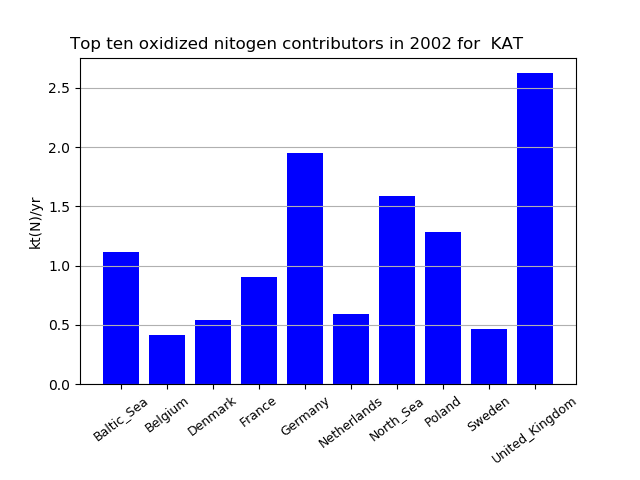 Top ten oxidized nitogen contributors in 2002 for  KAT
kt(N)/yr
2.5
2.0
1.5
1.0
0.5
0.0
Baltic_Sea
Belgium
Denmark
France
Germany
Netherlands
North_Sea
Poland
Sweden
United_Kingdom